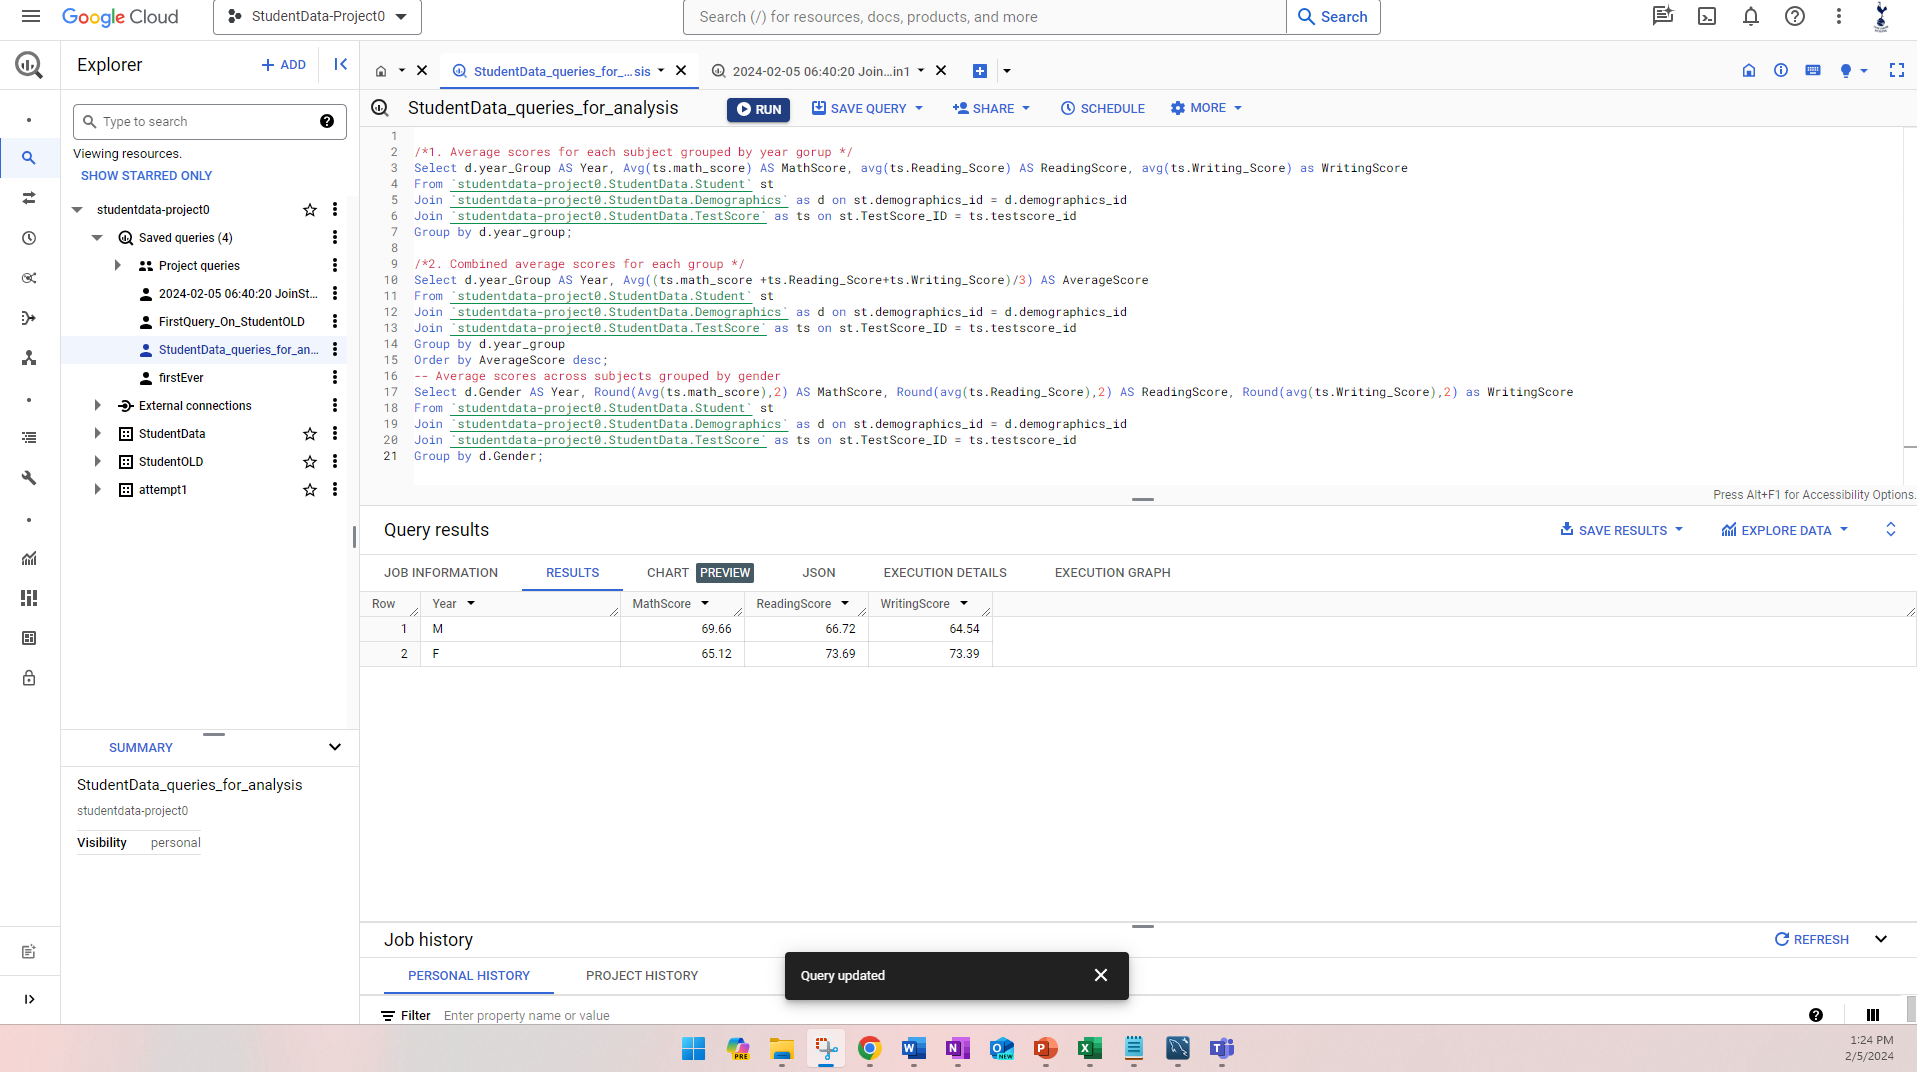 Google Cloud
StudentData-Project0
Search (/) for resources, docs, products, and more
Search
Explorer
+ ADD
StudentData_queries_for_...sis
2024-02-05 06:40:20 Join...in1
Type to search
Viewing resources.
SHOW STARRED ONLY
studentdata-project0
Saved queries (4)
Project queries
2024-02-05 06:40:20 JoinSt...
FirstQuery_On_StudentOLD
StudentData_queries_for_an...
firstEver
External connections
StudentData
StudentOLD
attempt1
SUMMARY
StudentData_queries_for_analysis
studentdata-project0
Visibility personal
StudentData_queries_for_analysis
RUN
SAVE QUERY
SHARE
SCHEDULE
MORE
1
2 /*1. Average scores for each subject grouped by year gorup */
3 Select d.year_Group AS Year, Avg(ts.math_score) AS MathScore, avg(ts.Reading_Score) AS ReadingScore, avg(ts.Writing_Score) as WritingScore
4 From `studentdata-project0.StudentData.Student` st
5 Join `studentdata-project0.StudentData.Demographics` as d on st.demographics_id = d.demographics_id
6 Join `studentdata-project0.StudentData.TestScore` as ts on st.TestScore_ID = ts.testscore_id
7 Group by d.year_group;
8
9 /*2. Combined average scores for each group */
10 Select d.year_Group AS Year, Avg((ts.math_score +ts.Reading_Score+ts.Writing_Score)/3) AS AverageScore
11 From `studentdata-project0.StudentData.Student` st
12 Join `studentdata-project0.StudentData.Demographics` as d on st.demographics_id = d.demographics_id
13 Join `studentdata-project0.StudentData.TestScore` as ts on st.TestScore_ID = ts.testscore_id
14 Group by d.year_group
15 Order by AverageScore desc;
16 -- Average scores across subjects grouped by gender
17 Select d.Gender AS Year, Round(Avg(ts.math_score),2) AS MathScore, Round(avg(ts.Reading_Score),2) AS ReadingScore, Round(avg(ts.Writing_Score),2) as WritingScore
18 From `studentdata-project0.StudentData.Student` st
19 Join `studentdata-project0.StudentData.Demographics` as d on st.demographics_id = d.demographics_id
20 Join `studentdata-project0.StudentData.TestScore` as ts on st.TestScore_ID = ts.testscore_id
21 Group by d.Gender;
Press Alt+F1 for Accessibility Options.
Query results
SAVE RESULTS
EXPLORE DATA
JOB INFORMATION
RESULTS
CHART PREVIEW
JSON
EXECUTION DETAILS
EXECUTION GRAPH
Row Year MathScore ReadingScore WritingScore
1 M 69.66 66.72 64.54
2 F 65.12 73.69 73.39
Job history
REFRESH
PERSONAL HISTORY
PROJECT HISTORY
Query updated
Filter Enter property name or value
PRE
W
N
O
NEW
P
X
T
1:24 PM
2/5/2024